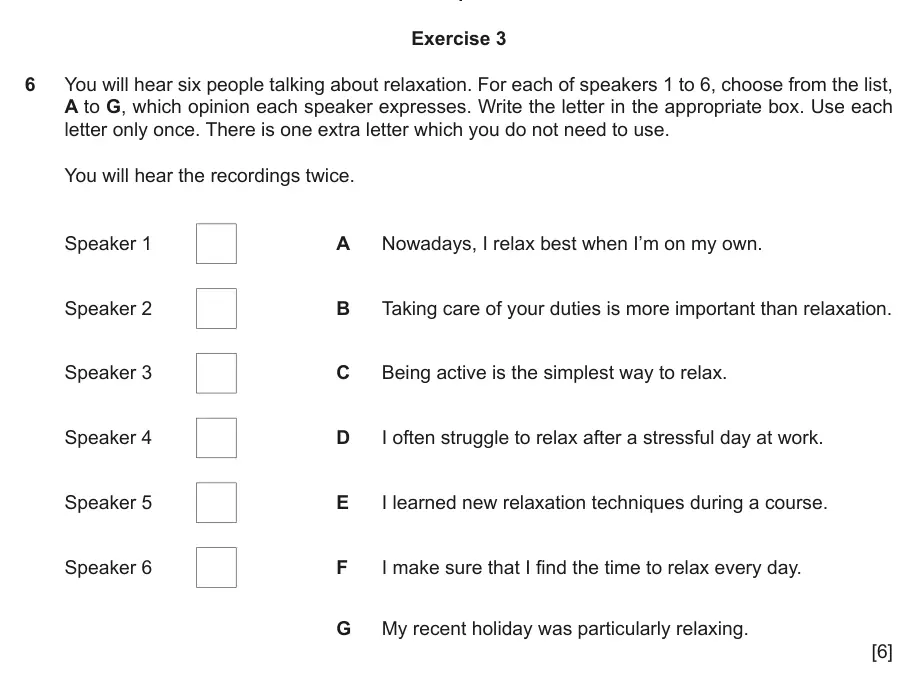 Exercise 3
6 You will hear six people talking about relaxation. For each of speakers 1 to 6, choose from the list,
A to G, which opinion each speaker expresses. Write the letter in the appropriate box. Use each
letter only once. There is one extra letter which you do not need to use.
You will hear the recordings twice.
Speaker 1 A Nowadays, I relax best when I’m on my own.
Speaker 2 B Taking care of your duties is more important than relaxation.
Speaker 3 C Being active is the simplest way to relax.
Speaker 4 D I often struggle to relax after a stressful day at work.
Speaker 5 E I learned new relaxation techniques during a course.
Speaker 6 F I make sure that I find the time to relax every day.
G My recent holiday was particularly relaxing.
[6]